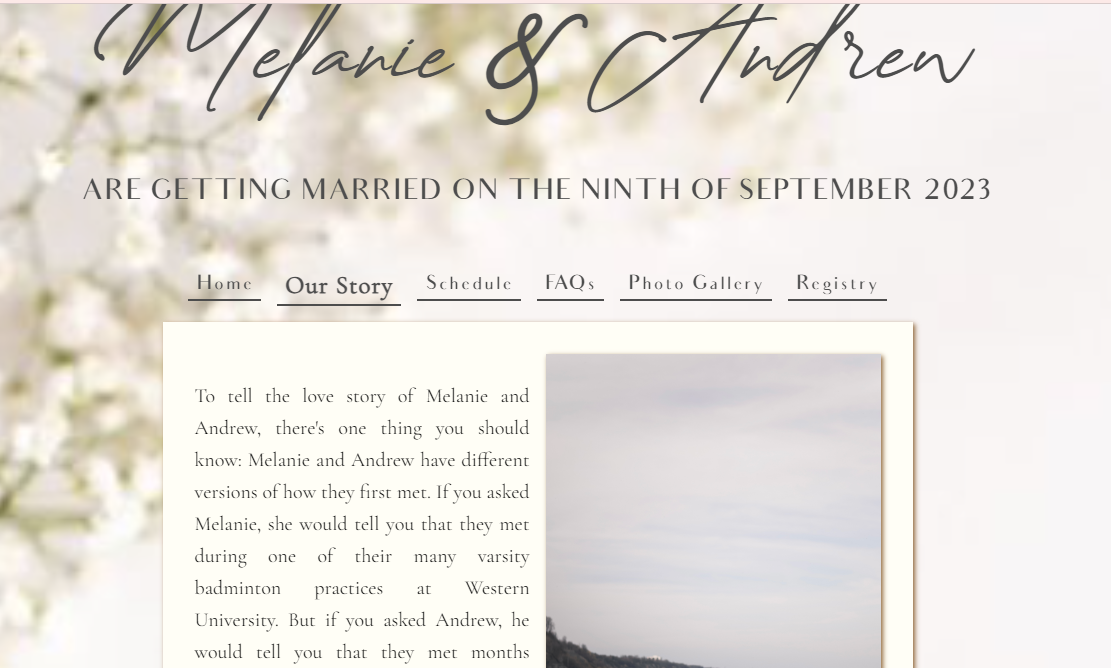 Melanie & Andrew
ARE GETTING MARRIED ON THE NINTH OF SEPTEMBER 2023
Home Our Story Schedule FAQs Photo Gallery Registry
To tell the love story of Melanie and
Andrew, there's one thing you should
know: Melanie and Andrew have different
versions of how they first met. If you asked
Melanie, she would tell you that they met
during one of their many varsity
badminton practices at Western
University. But if you asked Andrew, he
would tell you that they met months